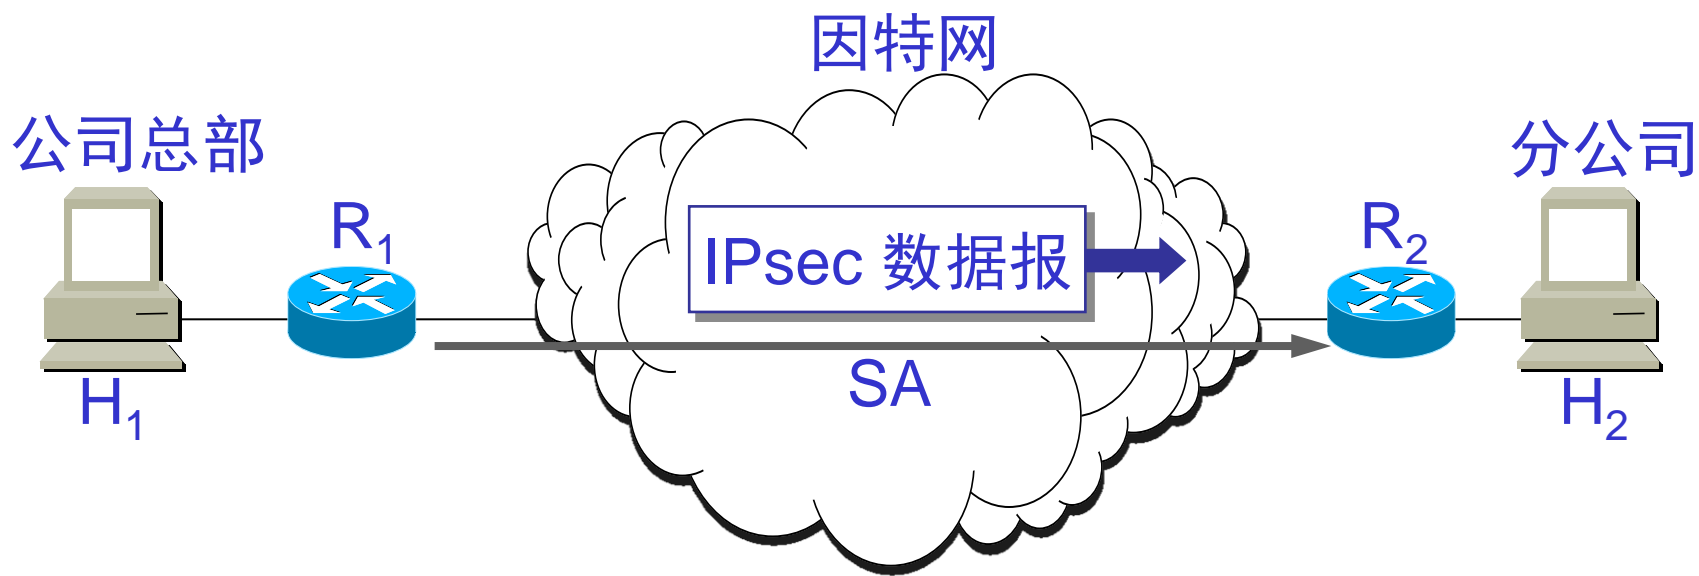 因特网
公司总部
分公司
R1
R2
IPsec 数据报
SA
H1
H2